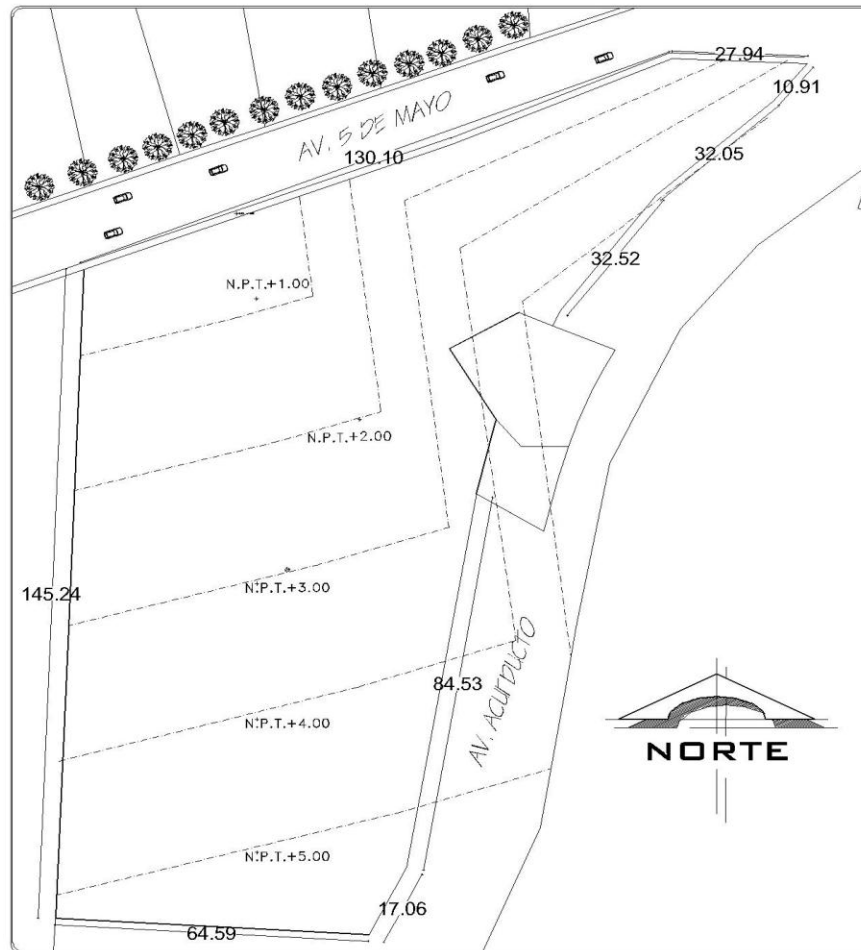 27.94
10.91
AV. 5 DE MAYO
130.10
32.05
32.52
N.P.T.+1.00
N.P.T.+2.00
N.P.T.+3.00
145.24
84.53
AV. ACUEDUCTO
N.P.T.+4.00
NORTE
N.P.T.+5.00
17.06
64.59